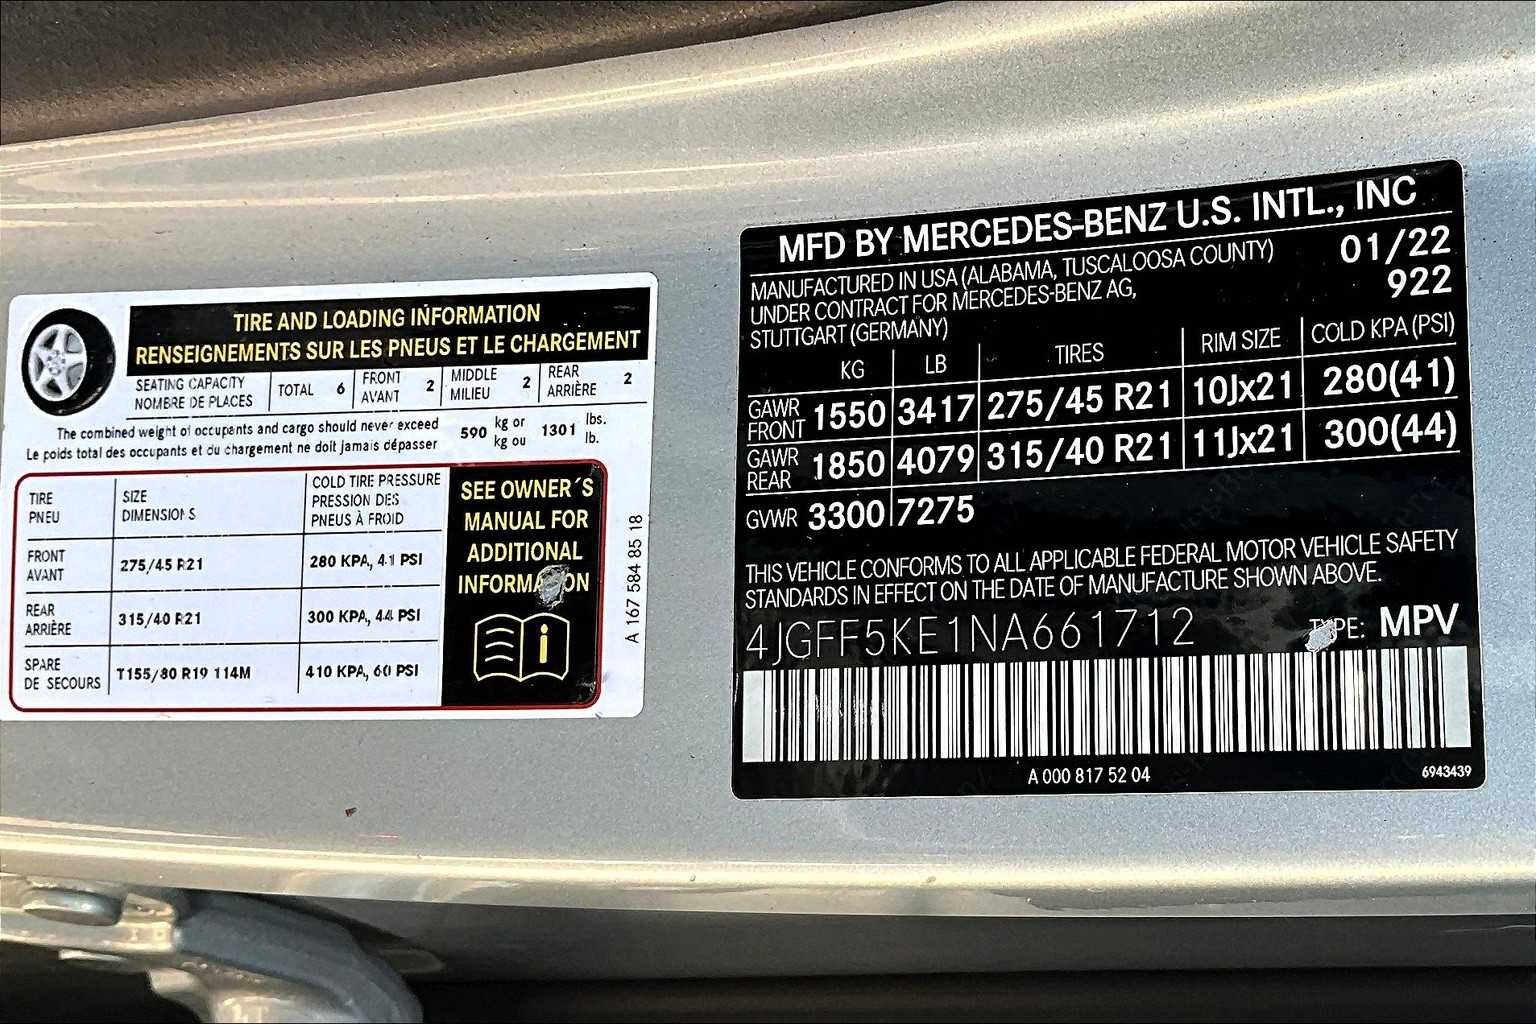 TIRE AND LOADING INFORMATION
RENSEIGNEMENTS SUR LES PNEUS ET LE CHARGEMENT
SEATING CAPACITY
NOMBRE DE PLACES
TOTAL 6
FRONT
AVANT 2
MIDDLE
MILIEU 2
REAR
ARRIÈRE 2
The combined weight of occupants and cargo should never exceed
Le poids total des occupants et du chargement ne doit jamais dépasser
590 kg or
kg ou
1301 lbs.
lb.
TIRE
PNEU
SIZE
DIMENSIONS
COLD TIRE PRESSURE
PRESSION DES
PNEUS À FROID
FRONT
AVANT
275/45 R21
280 KPA, 41 PSI
REAR
ARRIÈRE
315/40 R21
300 KPA, 44 PSI
SPARE
DE SECOURS
T155/80 R19 114M
410 KPA, 60 PSI
SEE OWNER´S
MANUAL FOR
ADDITIONAL
INFORMATION
i
A 167 584 85 18
MFD BY MERCEDES-BENZ U.S. INTL., INC
MANUFACTURED IN USA (ALABAMA, TUSCALOOSA COUNTY)
UNDER CONTRACT FOR MERCEDES-BENZ AG,
STUTTGART (GERMANY)
01/22
922
KG LB TIRES RIM SIZE COLD KPA (PSI)
GAWR
FRONT 1550 3417 275/45 R21 10Jx21 280(41)
GAWR
REAR 1850 4079 315/40 R21 11Jx21 300(44)
GVWR 3300 7275
THIS VEHICLE CONFORMS TO ALL APPLICABLE FEDERAL MOTOR VEHICLE SAFETY
STANDARDS IN EFFECT ON THE DATE OF MANUFACTURE SHOWN ABOVE.
4JGFF5KE1NA661712 TYPE: MPV
A 000 817 52 04
6943439